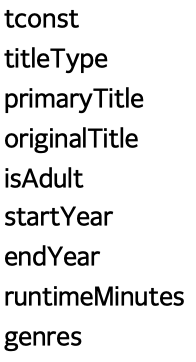 tconst
titleType
primaryTitle
originalTitle
isAdult
startYear
endYear
runtimeMinutes
genres